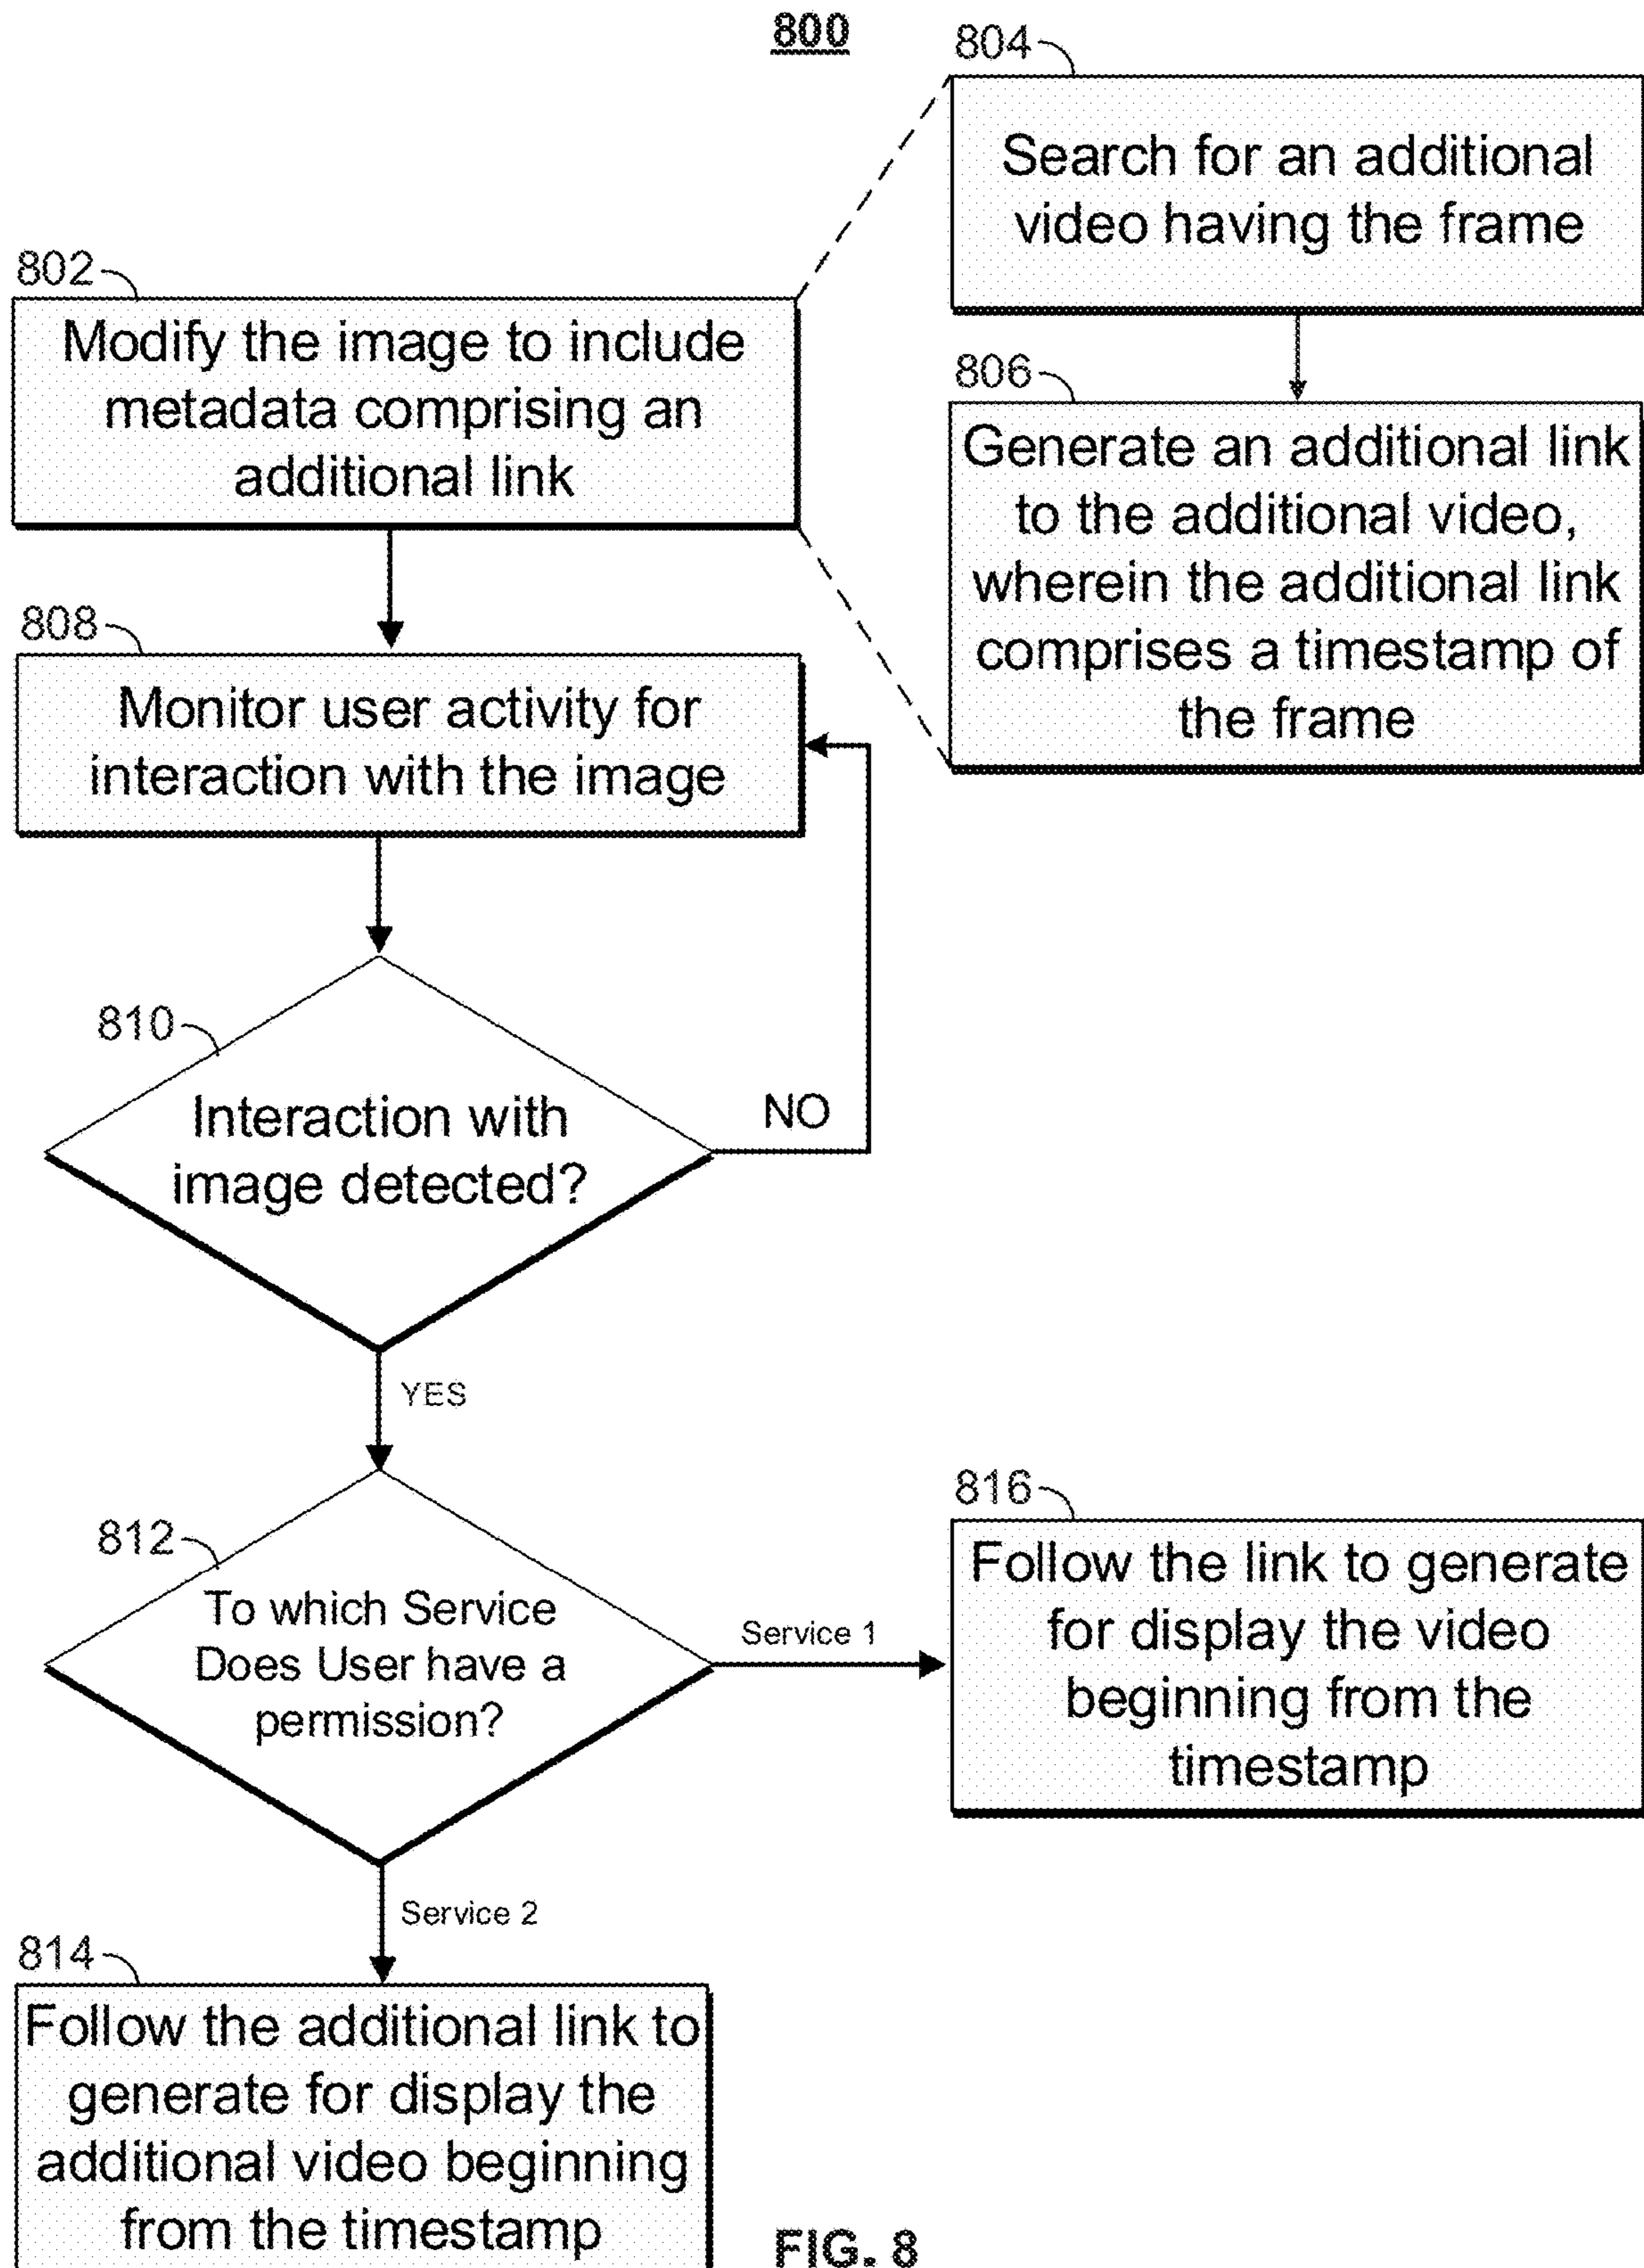 800
802
Modify the image to include
metadata comprising an
additional link
804
Search for an additional
video having the frame
806
Generate an additional link
to the additional video,
wherein the additional link
comprises a timestamp of
the frame
808
Monitor user activity for
interaction with the image
810
Interaction with
image detected?
NO
YES
812
To which Service
Does User have a
permission?
Service 1
816
Follow the link to generate
for display the video
beginning from the
timestamp
Service 2
814
Follow the additional link to
generate for display the
additional video beginning
from the timestamp
FIG. 8